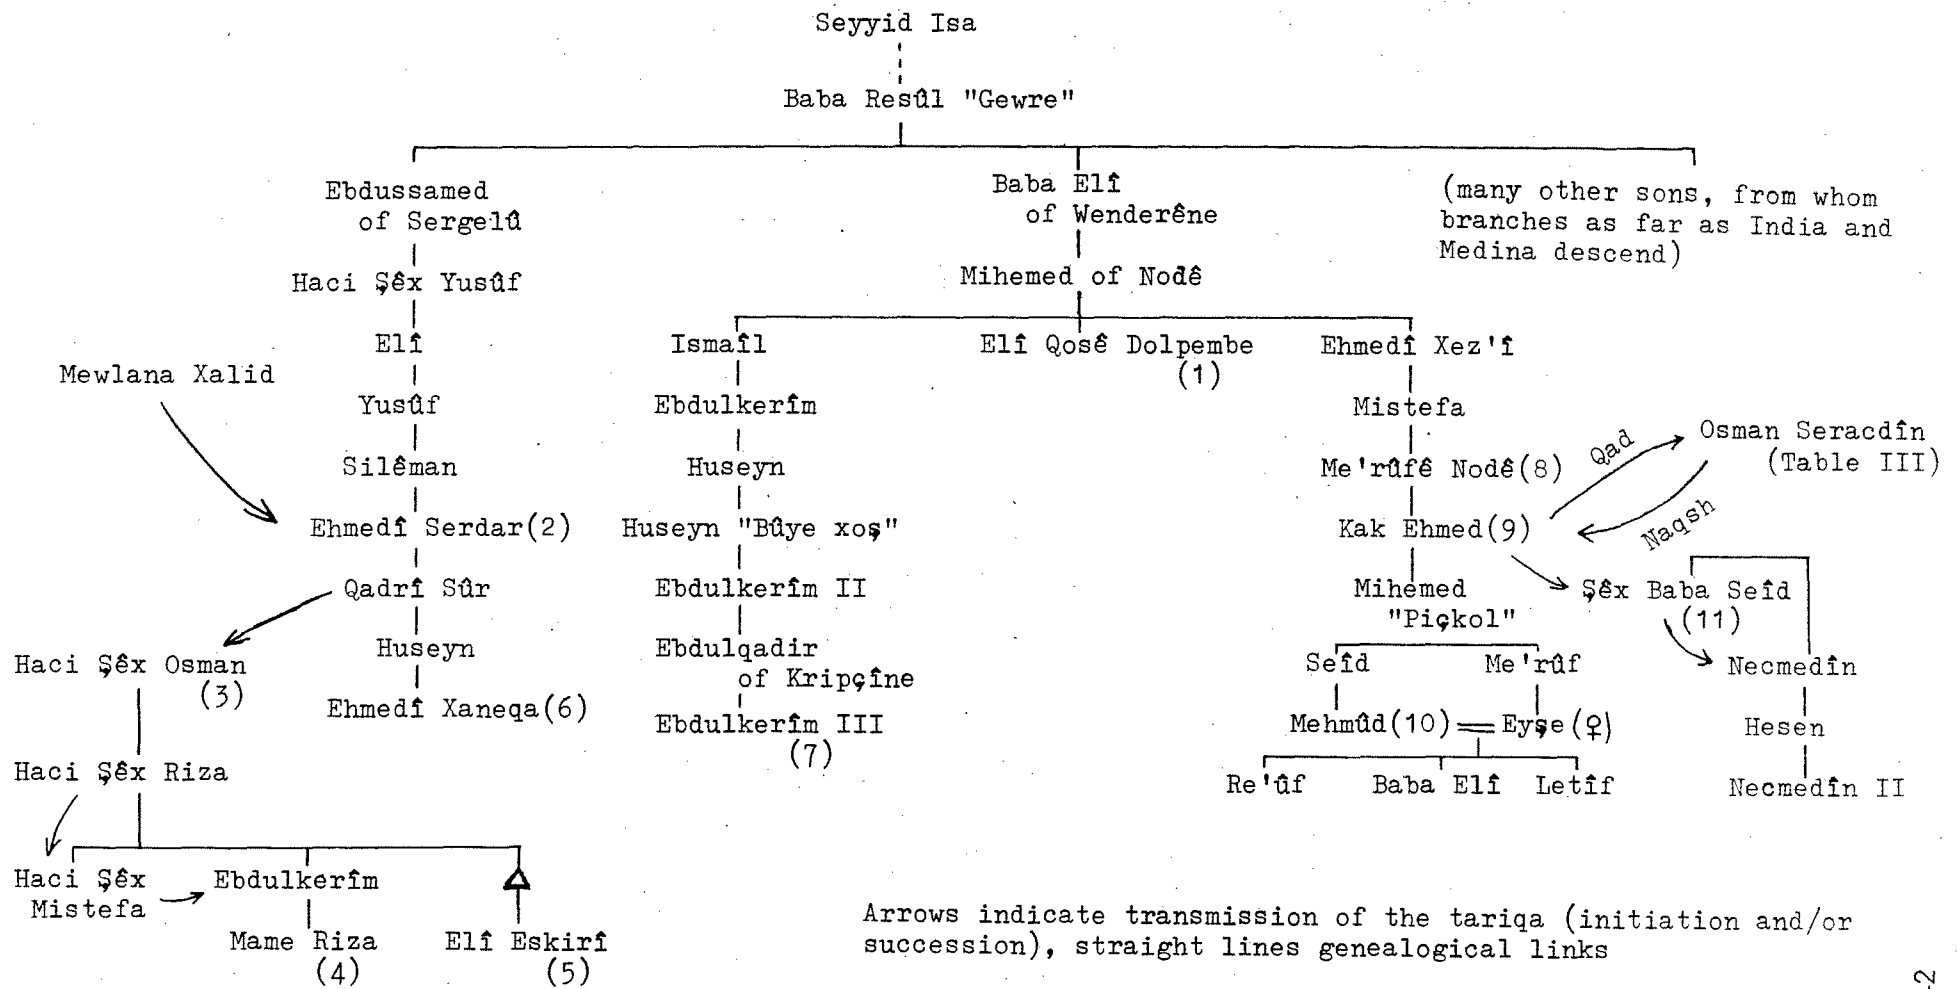 Seyyid Isa
Baba Resûl "Gewre"
Ebdussamed
of Sergelû
Baba Elî
of Wenderêne
(many other sons, from whom
branches as far as India and
Medina descend)
Haci Şêx Yusûf
Mihemed of Nodê
Elî
Ismaîl
Elî Qosê Dolpembe
(1)
Ehmedî Xez'î
Mewlana Xalid
Yusûf
Ebdulkerîm
Mistefa
Qad
Osman Seracdîn
(Table III)
Silêman
Huseyn
Me'rûfê Nodê(8)
Ehmedî Serdar(2)
Huseyn "Bûye xoş"
Kak Ehmed(9)
Naqsh
Qadrî Sûr
Ebdulkerîm II
Mihemed
"Piçkol"
Şêx Baba Seîd
(11)
Haci Şêx Osman
(3)
Huseyn
Ebdulqadir
of Kripçîne
Seîd
Me'rûf
Necmedîn
Ehmedî Xaneqa(6)
Ebdulkerîm III
(7)
Mehmûd(10)
Eyşe(♀)
Hesen
Haci Şêx Riza
Re'ûf
Baba Elî
Letîf
Necmedîn II
Haci Şêx
Mistefa
Ebdulkerîm
Mame Riza
(4)
Elî Eskirî
(5)
Arrows indicate transmission of the tariqa (initiation and/or
succession), straight lines genealogical links